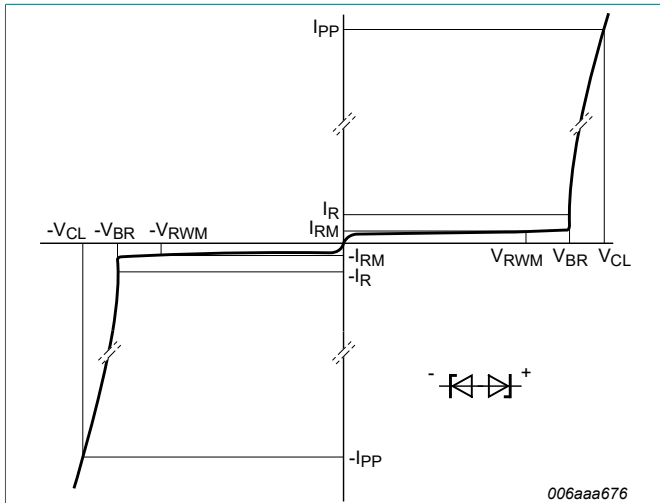 IPP
IR
IRM
-VCL -VBR -VRWM
-IRM VRWM VBR VCL
-IR
- +
-IPP
006aaa676